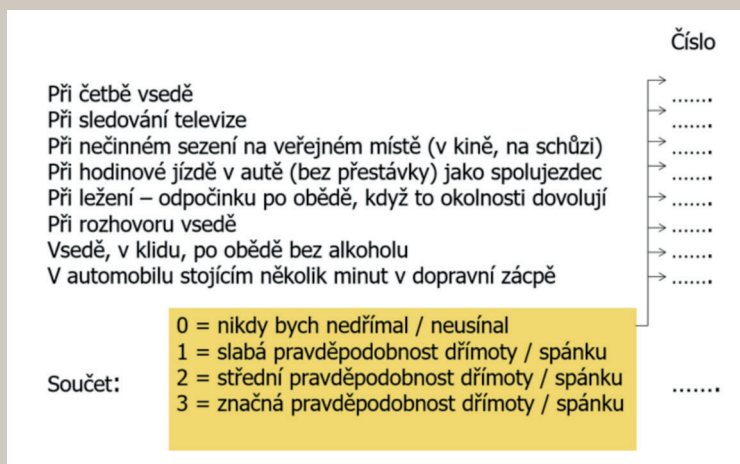 Číslo
Při četbě vsedě .......
Při sledování televize .......
Při nečinném sezení na veřejném místě (v kině, na schůzi) .......
Při hodinové jízdě v autě (bez přestávky) jako spolujezdec .......
Při ležení – odpočinku po obědě, když to okolnosti dovolují .......
Při rozhovoru vsedě .......
Vsedě, v klidu, po obědě bez alkoholu .......
V automobilu stojícím několik minut v dopravní zácpě .......
0 = nikdy bych nedřímal / neusínal
1 = slabá pravděpodobnost dřímoty / spánku
Součet: 2 = střední pravděpodobnost dřímoty / spánku .......
3 = značná pravděpodobnost dřímoty / spánku